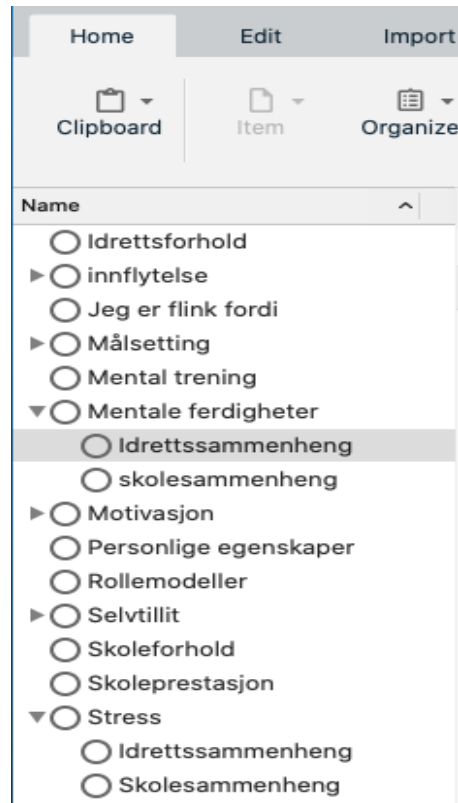 Home Edit Import
Clipboard Item Organize
Name
Idrettsforhold
innflytelse
Jeg er flink fordi
Målsetting
Mental trening
Mentale ferdigheter
Idrettssammenheng
skolesammenheng
Motivasjon
Personlige egenskaper
Rollemodeller
Selvtillit
Skoleforhold
Skoleprestasjon
Stress
Idrettssammenheng
Skolesammenheng